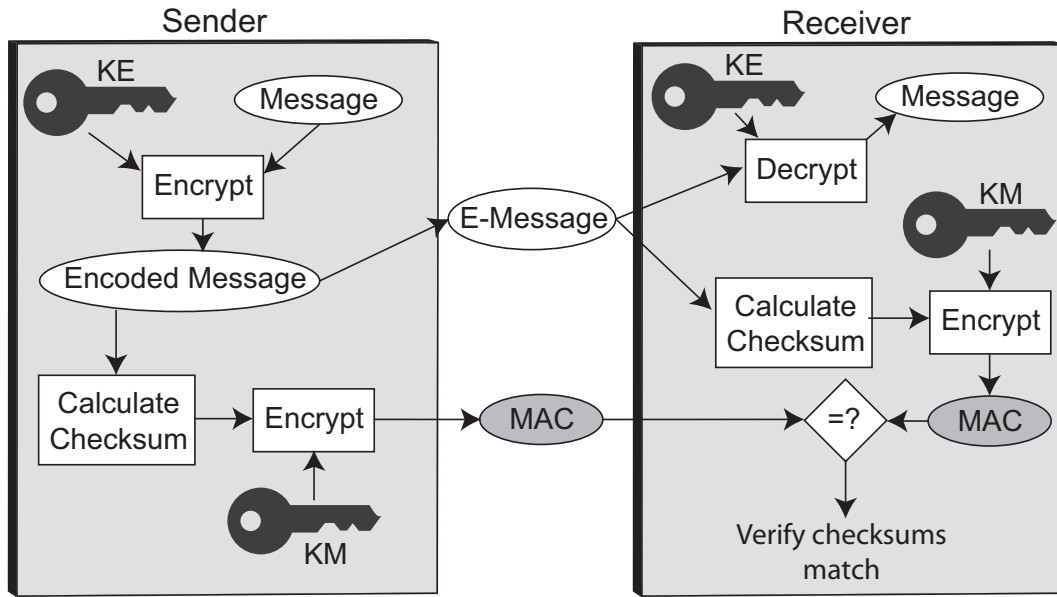 Sender
KE
Message
Encrypt
Encoded Message
Calculate
Checksum
Encrypt
KM
E-Message
MAC
Receiver
KE
Message
Decrypt
KM
Calculate
Checksum
Encrypt
=?
MAC
Verify checksums
match